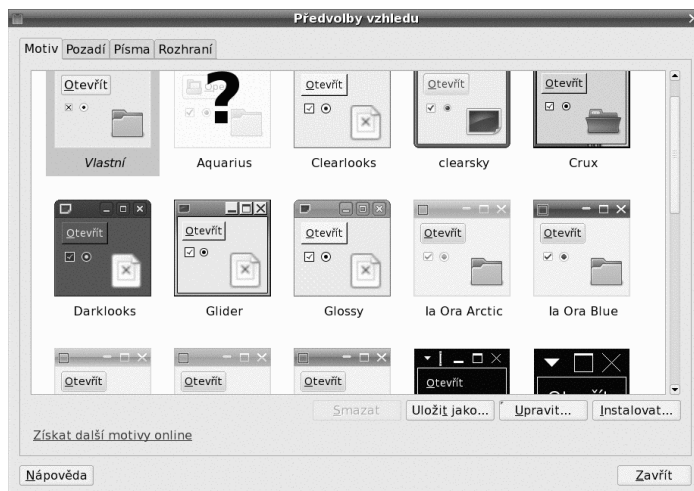 Předvolby vzhledu
Motiv Pozadí Písma Rozhraní
Otevřít Otevřít Otevřít Otevřít
Vlastní Aquarius Clearlooks clearsky Crux
Otevřít Otevřít Otevřít Otevřít Otevřít
Darklooks Glider Glossy Ia Ora Arctic Ia Ora Blue
Otevřít Otevřít Otevřít Otevřít
Smazat Uložit jako... Upravit... Instalovat...
Získat další motivy online
Nápověda Zavřít